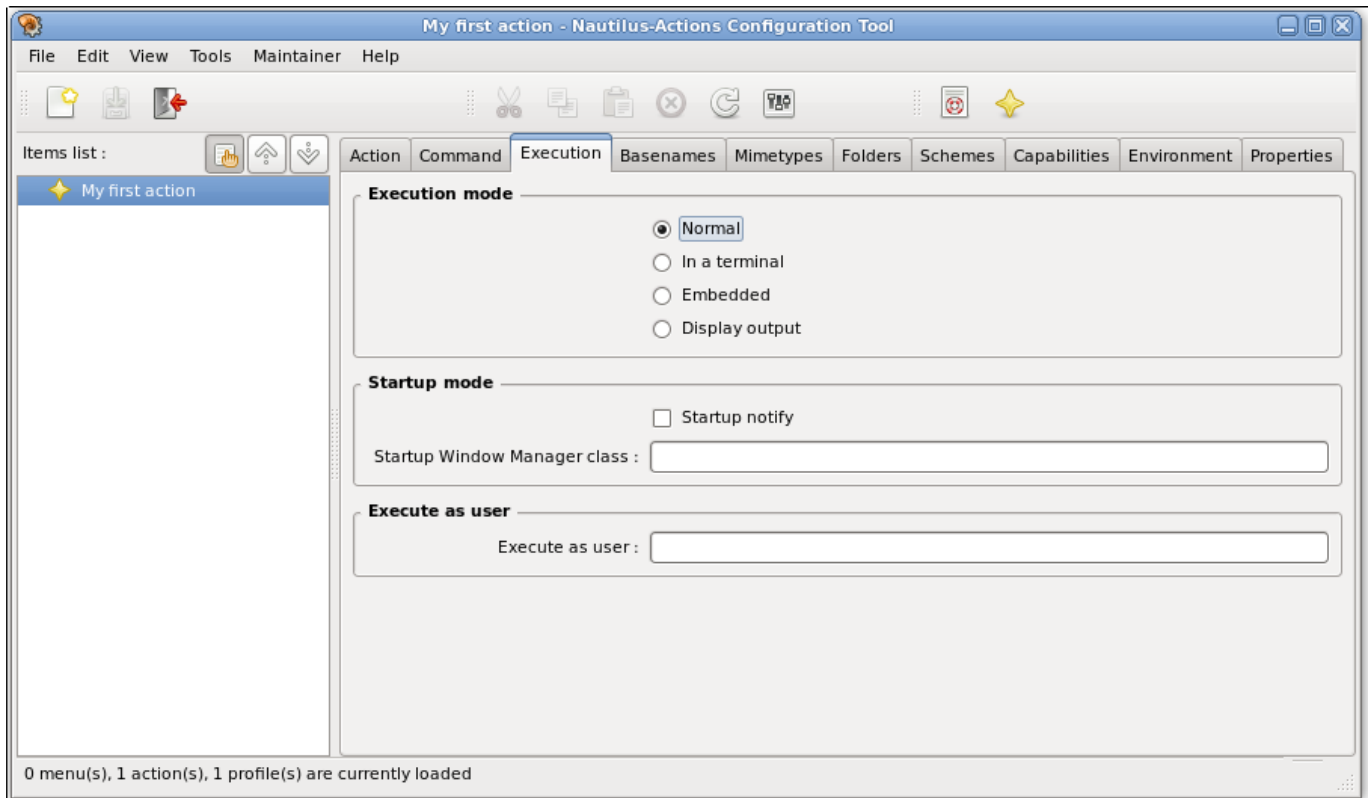 My first action - Nautilus-Actions Configuration Tool
File Edit View Tools Maintainer Help
Items list :
Action Command Execution Basenames Mimetypes Folders Schemes Capabilities Environment Properties
My first action
Execution mode
Normal
In a terminal
Embedded
Display output
Startup mode
Startup notify
Startup Window Manager class :
Execute as user
Execute as user :
0 menu(s), 1 action(s), 1 profile(s) are currently loaded